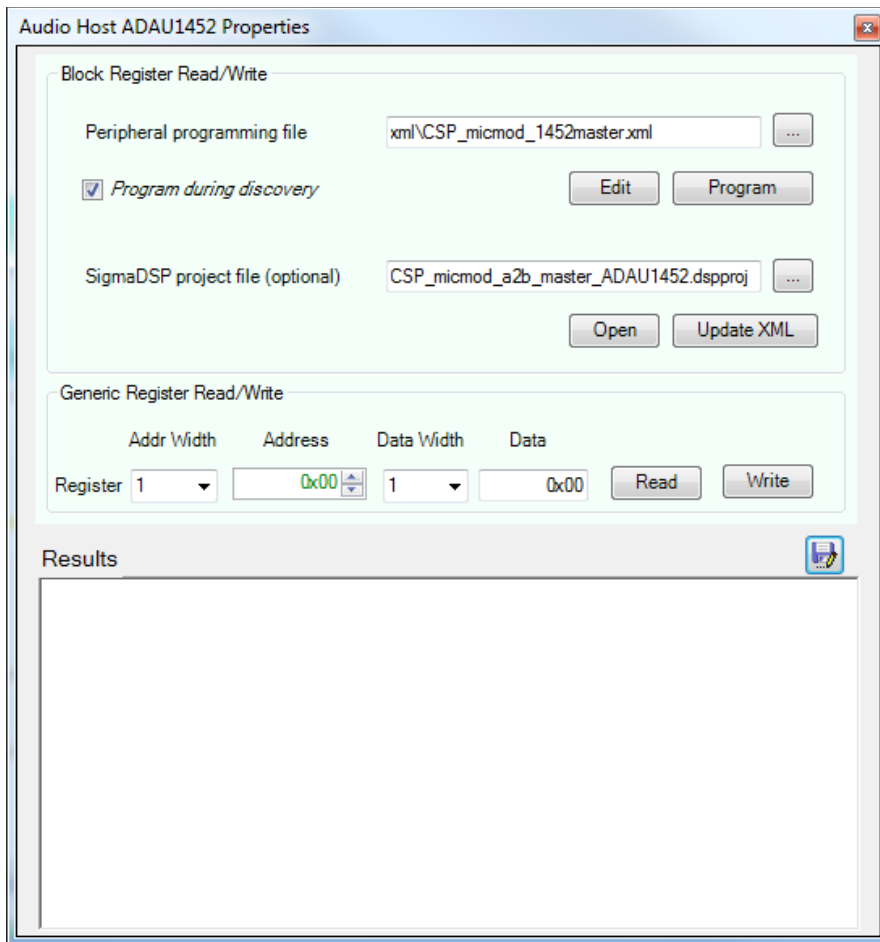 Audio Host ADAU1452 Properties
Block Register Read/Write
Peripheral programming file xml\CSP_micmod_1452master.xml ...
Program during discovery Edit Program
SigmaDSP project file (optional) CSP_micmod_a2b_master_ADAU1452.dspproj ...
Open Update XML
Generic Register Read/Write
Addr Width Address Data Width Data
Register 1 0x00 1 0x00 Read Write
Results